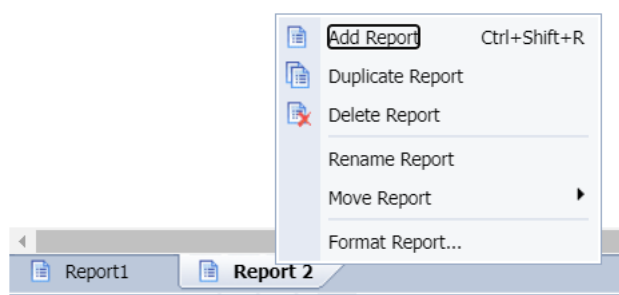 Add Report Ctrl+Shift+R
Duplicate Report
Delete Report
Rename Report
Move Report
Format Report...
Report1 Report 2